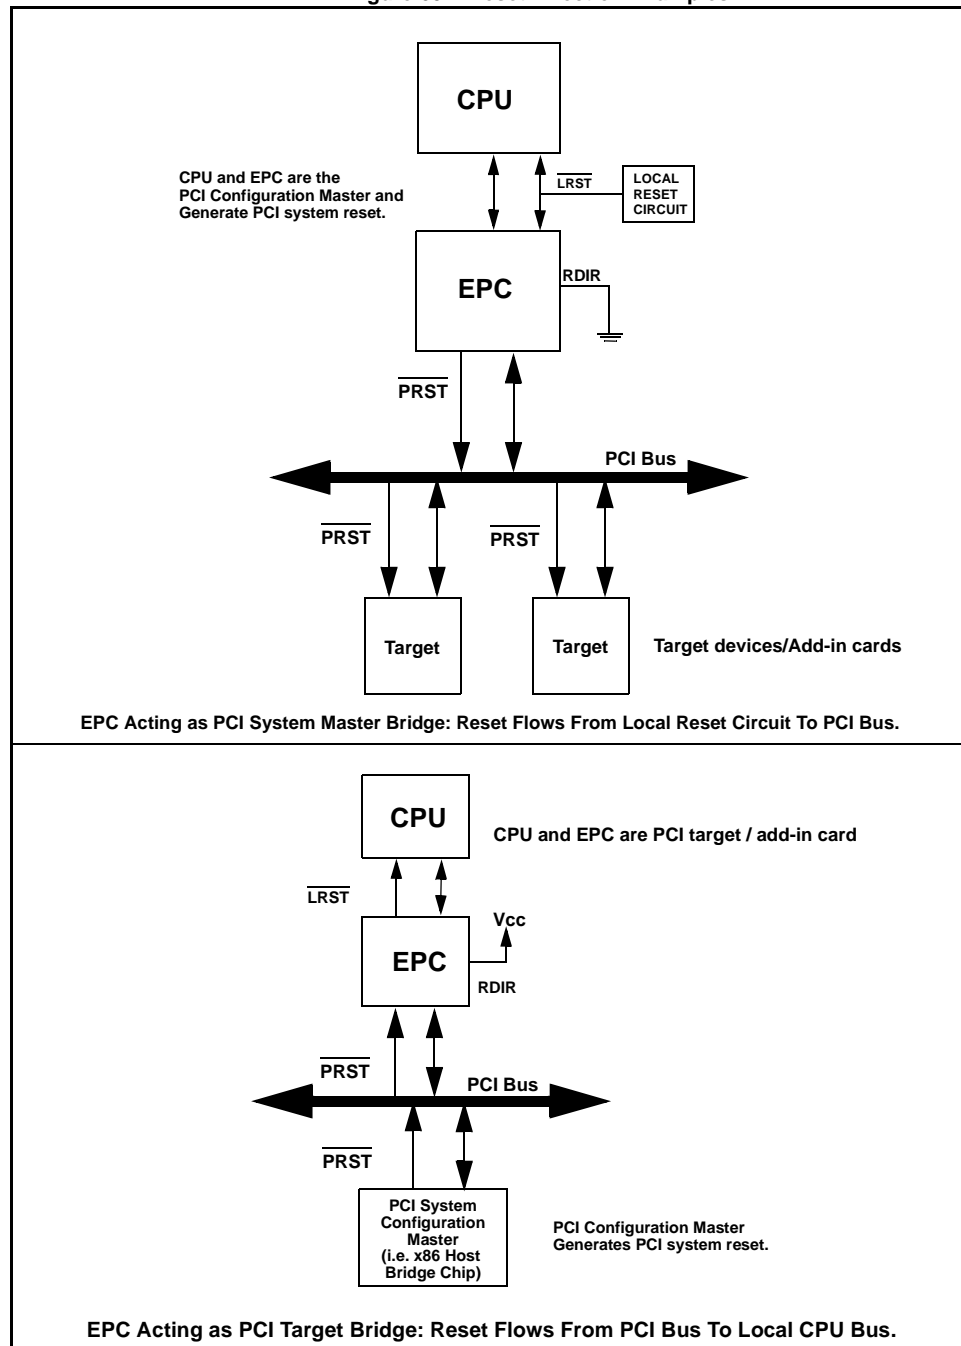 CPU
CPU and EPC are the
PCI Configuration Master and
Generate PCI system reset.
LRST
LOCAL
RESET
CIRCUIT
EPC
RDIR
PRST
PCI Bus
PRST
PRST
Target
Target
Target devices/Add-in cards
EPC Acting as PCI System Master Bridge: Reset Flows From Local Reset Circuit To PCI Bus.
CPU
CPU and EPC are PCI target / add-in card
LRST
Vcc
EPC
RDIR
PRST
PCI Bus
PRST
PCI System
Configuration
Master
(i.e. x86 Host
Bridge Chip)
PCI Configuration Master
Generates PCI system reset.
EPC Acting as PCI Target Bridge: Reset Flows From PCI Bus To Local CPU Bus.